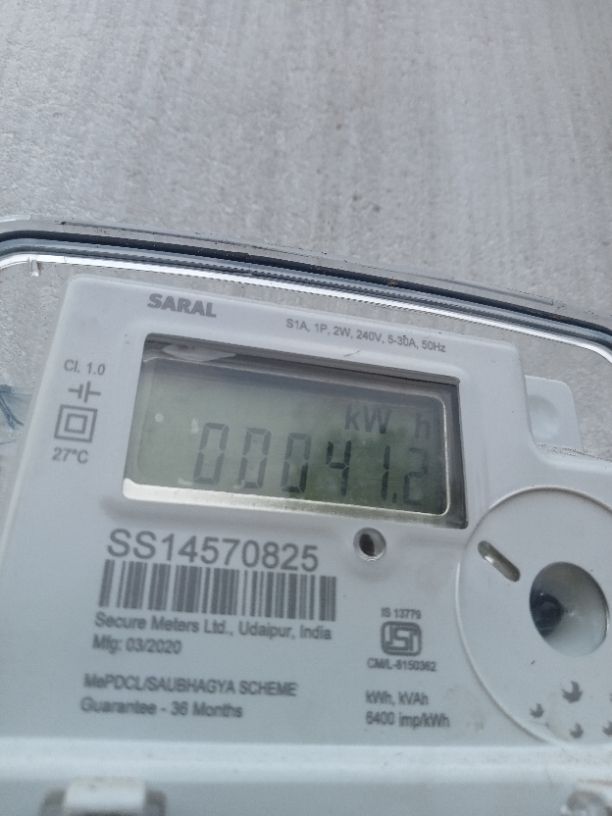 SARAL
S1A, 1P, 2W, 240V, 5-30A, 50Hz
Cl. 1.0
27°C
kW h
00041.2
SS14570825
Secure Meters Ltd., Udaipur, India
Mfg: 03/2020
MePDCL/SAUBHAGYA SCHEME
Guarantee - 36 Months
IS 13779
ISI
CM/L-8150362
kWh, kVAh
6400 imp/kWh